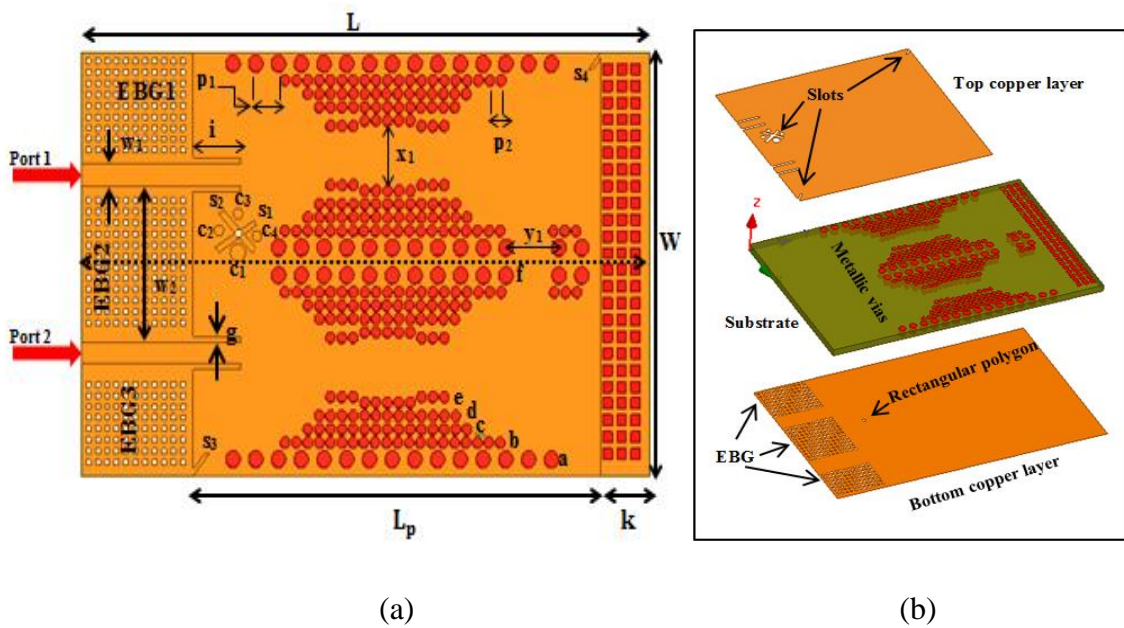 L
EBG1
p₁
s₄
i
w₁
p₂
x₁
Port 1
s₂
c₃
s₁
c₂
c₄
c₁
y₁
W
f
EBG2
w₂
g
Port 2
EBG3
s₃
e
d
c
b
a
Lₚ
k
(a)
Slots
Top copper layer
z
Metallic vias
Substrate
Rectangular polygon
EBG
Bottom copper layer
(b)